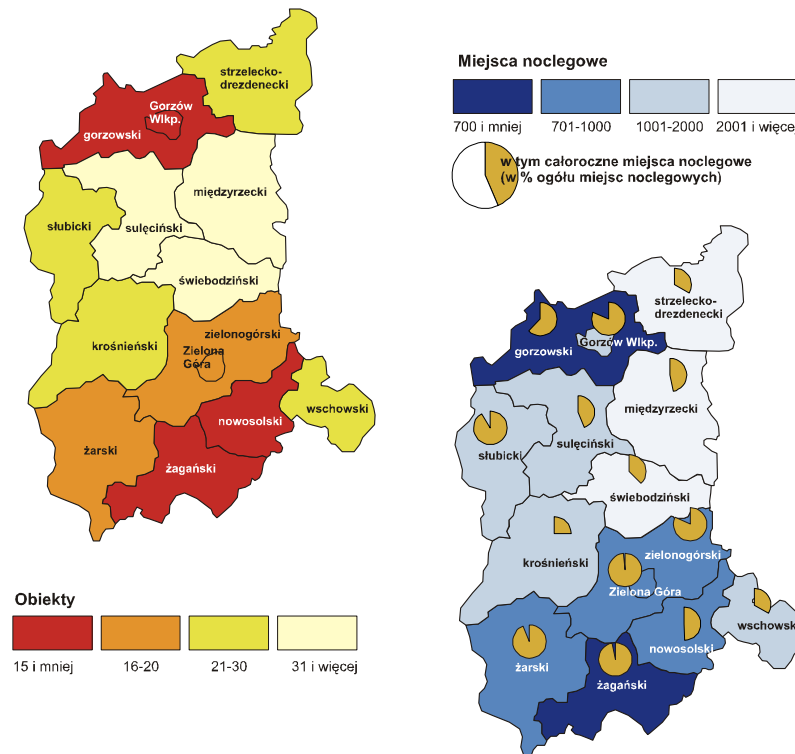 strzelecko-
drezdenecki
Gorzów
Wlkp.
gorzowski
międzyrzecki
słubicki
sulęciński
świebodziński
zielonogórski
krośnieński
Zielona
Góra
wschowski
nowosolski
żarski
żagański
Obiekty
15 i mniej
16-20
21-30
31 i więcej
Miejsca noclegowe
700 i mniej
701-1000
1001-2000
2001 i więcej
w tym całoroczne miejsca noclegowe
(w % ogółu miejsc noclegowych)
strzelecko-
drezdenecki
Gorzów Wlkp.
gorzowski
międzyrzecki
sulęciński
słubicki
świebodziński
zielonogórski
krośnieński
Zielona Góra
wschowsk
nowosolski
żarski
żagański